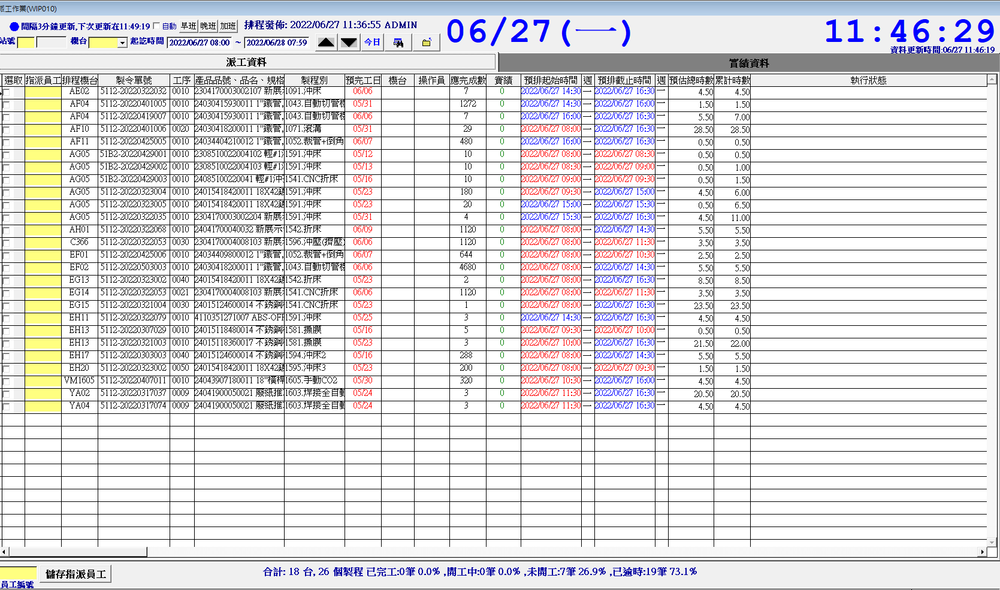 派工作業(WIP010)
間隔3分鐘更新,下次更新在11:49:19 自動 早班 晚班 加班 排程發佈: 2022/06/27 11:36:55 ADMIN
06/27(一) 11:46:29
站號 機台 起訖時間 2022/06/27 08:00 ~ 2022/06/28 07:59 今日
資料更新時間:06/27 11:46:19
派工資料 實績資料
選取 指派員工 排程機台 製令單號 工序 產品品號、品名、規格 製程別 預完工日 機台 操作員 應完成數 實績 預排起始時間 週 預排截止時間 週 預估總時數 累計時數 執行狀態
AE02 5112-20220322032 0010 2304170003002107 新展 1091.沖床 06/06 7 0 2022/06/27 14:30 一 2022/06/27 16:30 一 4.50 4.50
AF04 5112-20220401005 0010 24030415930011 1"鐵管, 1043.自動切管機 05/31 1272 0 2022/06/27 14:30 一 2022/06/27 16:00 一 1.50 1.50
AF04 5112-20220419007 0010 24030415930011 1"鐵管, 1043.自動切管機 06/06 7 0 2022/06/27 16:00 一 2022/06/27 16:30 一 5.50 7.00
AF10 5112-20220401006 0020 24030418200011 1"鐵管, 1071.滾溝 05/31 29 0 2022/06/27 08:00 一 2022/06/27 16:30 一 28.50 28.50
AF11 5112-20220425005 0010 24034404210012 1"鐵管, 1052.裁管+倒角 06/07 480 0 2022/06/27 16:00 一 2022/06/27 16:30 一 0.50 0.50
AG05 51B2-20220429001 0010 2308510022004102 輕#1 1591.沖床 05/12 10 0 2022/06/27 08:00 一 2022/06/27 08:30 一 0.50 0.50
AG05 51B2-20220429002 0010 2308510022004103 輕#1 1591.沖床 05/13 10 0 2022/06/27 08:30 一 2022/06/27 09:00 一 0.50 1.00
AG05 51B2-20220429003 0010 24085100220041 輕#1沖 1541.CNC折床 05/16 10 0 2022/06/27 09:00 一 2022/06/27 09:30 一 0.50 1.50
AG05 5112-20220323004 0010 24015418420011 18X42 1591.沖床 05/23 180 0 2022/06/27 09:30 一 2022/06/27 15:00 一 4.50 6.00
AG05 5112-20220323005 0010 24015418420011 18X42 1591.沖床 05/23 20 0 2022/06/27 15:00 一 2022/06/27 15:30 一 0.50 6.50
AG05 5112-20220322035 0010 2304170003002204 新展 1591.沖床 05/31 4 0 2022/06/27 15:30 一 2022/06/27 16:30 一 4.50 11.00
AH01 5112-20220322068 0010 24041700040032 新展示 1542.折床 06/09 1120 0 2022/06/27 08:00 一 2022/06/27 14:30 一 5.50 5.50
C366 5112-20220322053 0030 2304170004008103 新展 1596.沖壓(擠壓) 06/06 1120 0 2022/06/27 08:00 一 2022/06/27 11:30 一 3.50 3.50
EF01 5112-20220425006 0010 24034409800012 1"鐵管, 1052.裁管+倒角 06/07 644 0 2022/06/27 08:00 一 2022/06/27 10:30 一 2.50 2.50
EF02 5112-20220503003 0010 24030418200011 1"鐵管, 1043.自動切管機 06/06 4680 0 2022/06/27 08:00 一 2022/06/27 14:30 一 5.50 5.50
EG13 5112-20220323002 0040 24015418420011 18X42 1542.折床 05/23 2 0 2022/06/27 08:00 一 2022/06/27 16:30 一 8.50 8.50
EG14 5112-20220322053 0021 2304170004008103 新展 1541.CNC折床 06/06 1120 0 2022/06/27 08:00 一 2022/06/27 11:30 一 3.50 3.50
EG15 5112-20220321004 0030 24015124600014 不銹鋼 1541.CNC折床 05/23 1 0 2022/06/27 08:00 一 2022/06/27 16:30 一 23.50 23.50
EH11 5112-20220322079 0010 4110351271007 ABS-OFF 1591.沖床 05/25 3 0 2022/06/27 14:30 一 2022/06/27 16:30 一 4.50 4.50
EH13 5112-20220307029 0010 24015118480014 不銹鋼 1581.撕膜 05/16 5 0 2022/06/27 09:30 一 2022/06/27 10:00 一 0.50 0.50
EH13 5112-20220321003 0010 24015118360017 不銹鋼 1581.撕膜 05/23 3 0 2022/06/27 10:00 一 2022/06/27 16:30 一 21.50 22.00
EH17 5112-20220303003 0040 24015124600014 不銹鋼 1594.沖床2 05/16 288 0 2022/06/27 08:00 一 2022/06/27 14:30 一 5.50 5.50
EH20 5112-20220323002 0050 24015418420011 18X42 1595.沖床3 05/23 200 0 2022/06/27 08:00 一 2022/06/27 09:30 一 1.50 1.50
VM1605 5112-20220407011 0010 24043907180011 18"橫桿 1605.手動CO2 05/30 320 0 2022/06/27 10:30 一 2022/06/27 16:00 一 4.50 4.50
YA02 5112-20220317037 0009 24041900050021 廢紙推 1603.焊接全自動 05/24 3 0 2022/06/27 11:30 一 2022/06/27 16:30 一 20.50 20.50
YA04 5112-20220317074 0009 24041900050021 廢紙推 1603.焊接全自動 05/24 3 0 2022/06/27 11:30 一 2022/06/27 16:30 一 4.50 4.50
儲存指派員工 合計: 18 台, 26 個製程 已完工:0筆 0.0% ,開工中:0筆 0.0% ,未開工:7筆 26.9% ,已逾時:19筆 73.1%
員工編號